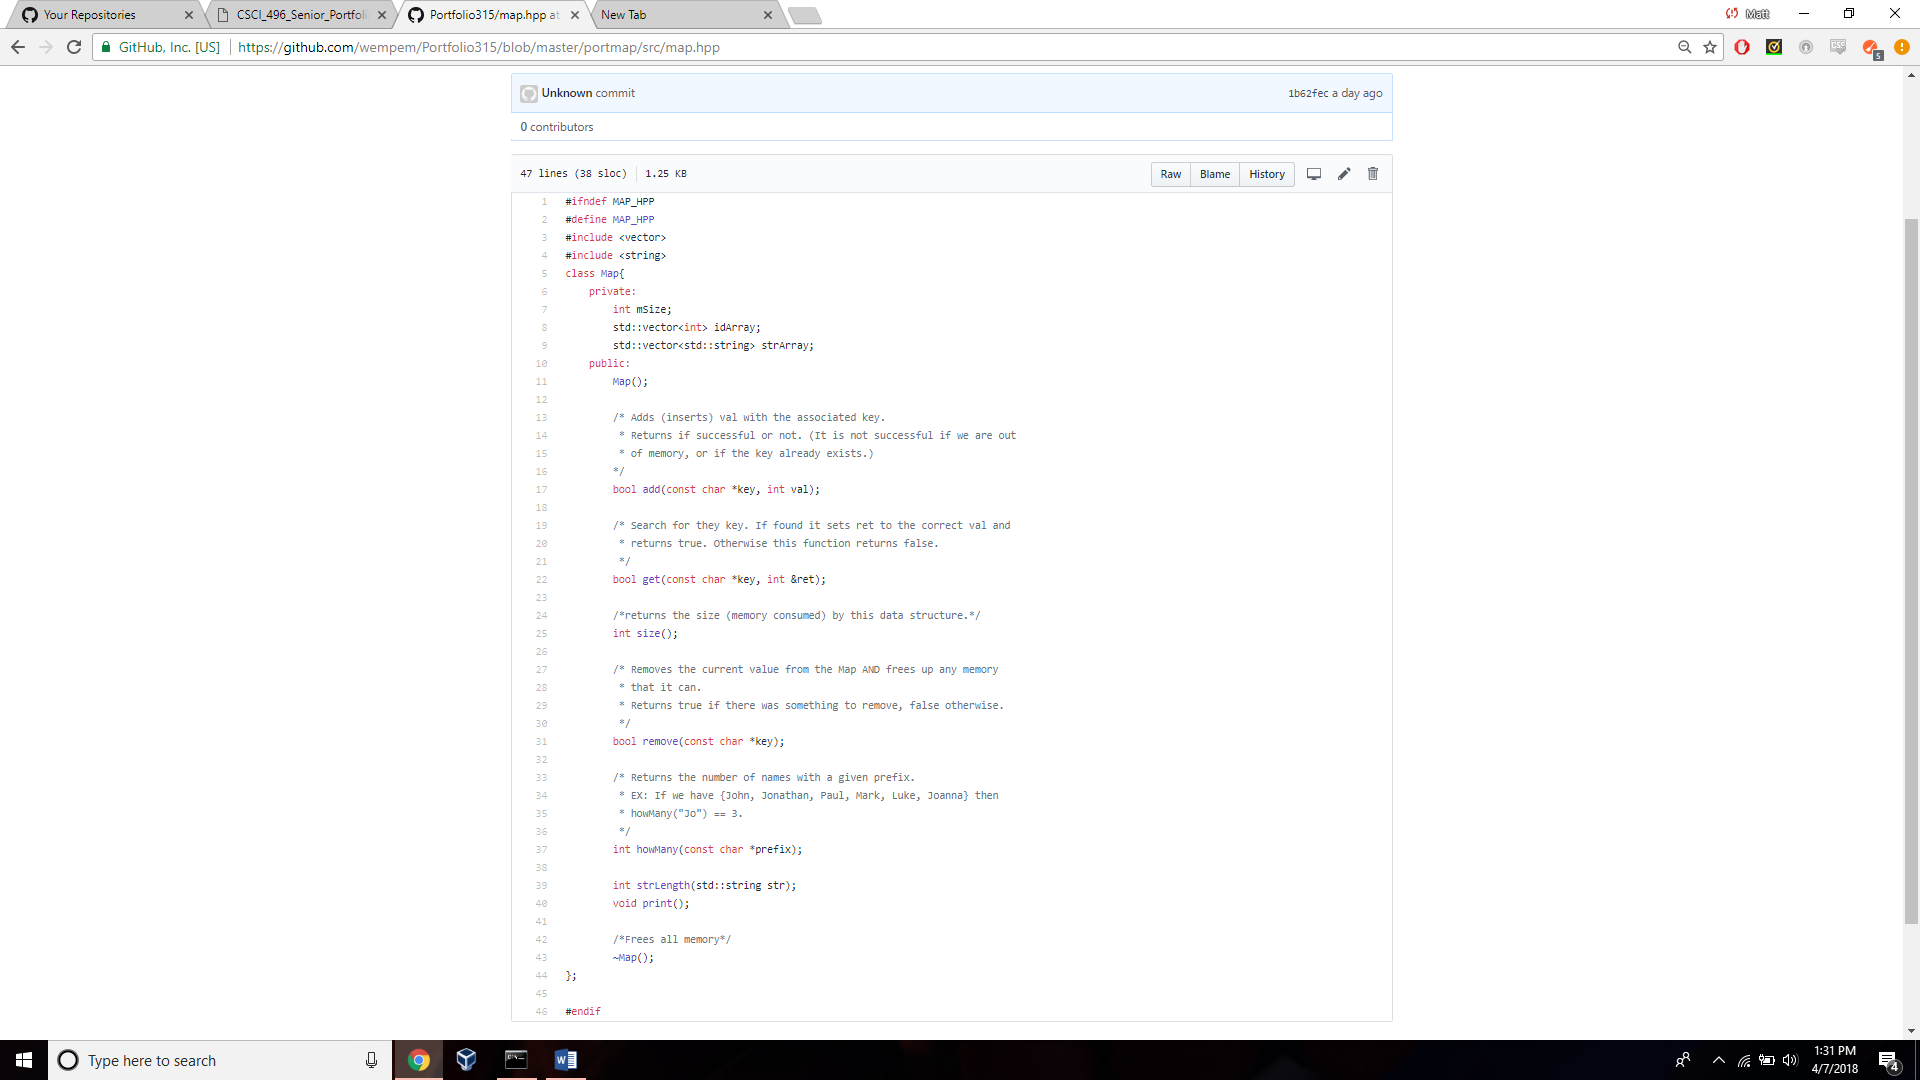 Your Repositories
CSCI_496_Senior_Portfoli
Portfolio315/map.hpp at
New Tab
Matt
GitHub, Inc. [US]
https://github.com/wempem/Portfolio315/blob/master/portmap/src/map.hpp
5
Unknown commit
1b62fec a day ago
0 contributors
47 lines (38 sloc)
1.25 KB
Raw
Blame
History
1 #ifndef MAP_HPP
2 #define MAP_HPP
3 #include <vector>
4 #include <string>
5 class Map{
6 private:
7 int mSize;
8 std::vector<int> idArray;
9 std::vector<std::string> strArray;
10 public:
11 Map();
12
13 /* Adds (inserts) val with the associated key.
14 * Returns if successful or not. (It is not successful if we are out
15 * of memory, or if the key already exists.)
16 */
17 bool add(const char *key, int val);
18
19 /* Search for they key. If found it sets ret to the correct val and
20 * returns true. Otherwise this function returns false.
21 */
22 bool get(const char *key, int &ret);
23
24 /*returns the size (memory consumed) by this data structure.*/
25 int size();
26
27 /* Removes the current value from the Map AND frees up any memory
28 * that it can.
29 * Returns true if there was something to remove, false otherwise.
30 */
31 bool remove(const char *key);
32
33 /* Returns the number of names with a given prefix.
34 * EX: If we have {John, Jonathan, Paul, Mark, Luke, Joanna} then
35 * howMany("Jo") == 3.
36 */
37 int howMany(const char *prefix);
38
39 int strLength(std::string str);
40 void print();
41
42 /*Frees all memory*/
43 ~Map();
44 };
45
46 #endif
Type here to search
1:31 PM
4/7/2018
4